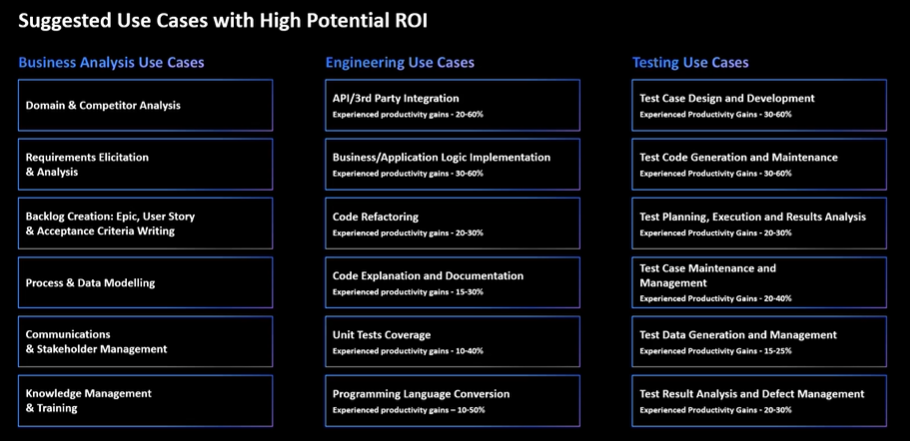 Suggested Use Cases with High Potential ROI
Business Analysis Use Cases
Domain & Competitor Analysis
Requirements Elicitation
& Analysis
Backlog Creation: Epic, User Story
& Acceptance Criteria Writing
Process & Data Modelling
Communications
& Stakeholder Management
Knowledge Management
& Training
Engineering Use Cases
API/3rd Party Integration
Experienced productivity gains - 20-60%
Business/Application Logic Implementation
Experienced productivity gains - 30-60%
Code Refactoring
Experienced productivity gains - 20-30%
Code Explanation and Documentation
Experienced productivity gains - 15-30%
Unit Tests Coverage
Experienced productivity gains - 10-40%
Programming Language Conversion
Experienced productivity gains – 10-50%
Testing Use Cases
Test Case Design and Development
Experienced Productivity Gains - 30-60%
Test Code Generation and Maintenance
Experienced Productivity Gains - 30-60%
Test Planning, Execution and Results Analysis
Experienced Productivity Gains - 20-30%
Test Case Maintenance and
Management
Experienced Productivity Gains - 20-40%
Test Data Generation and Management
Experienced Productivity Gains - 15-25%
Test Result Analysis and Defect Management
Experienced Productivity Gains - 20-30%